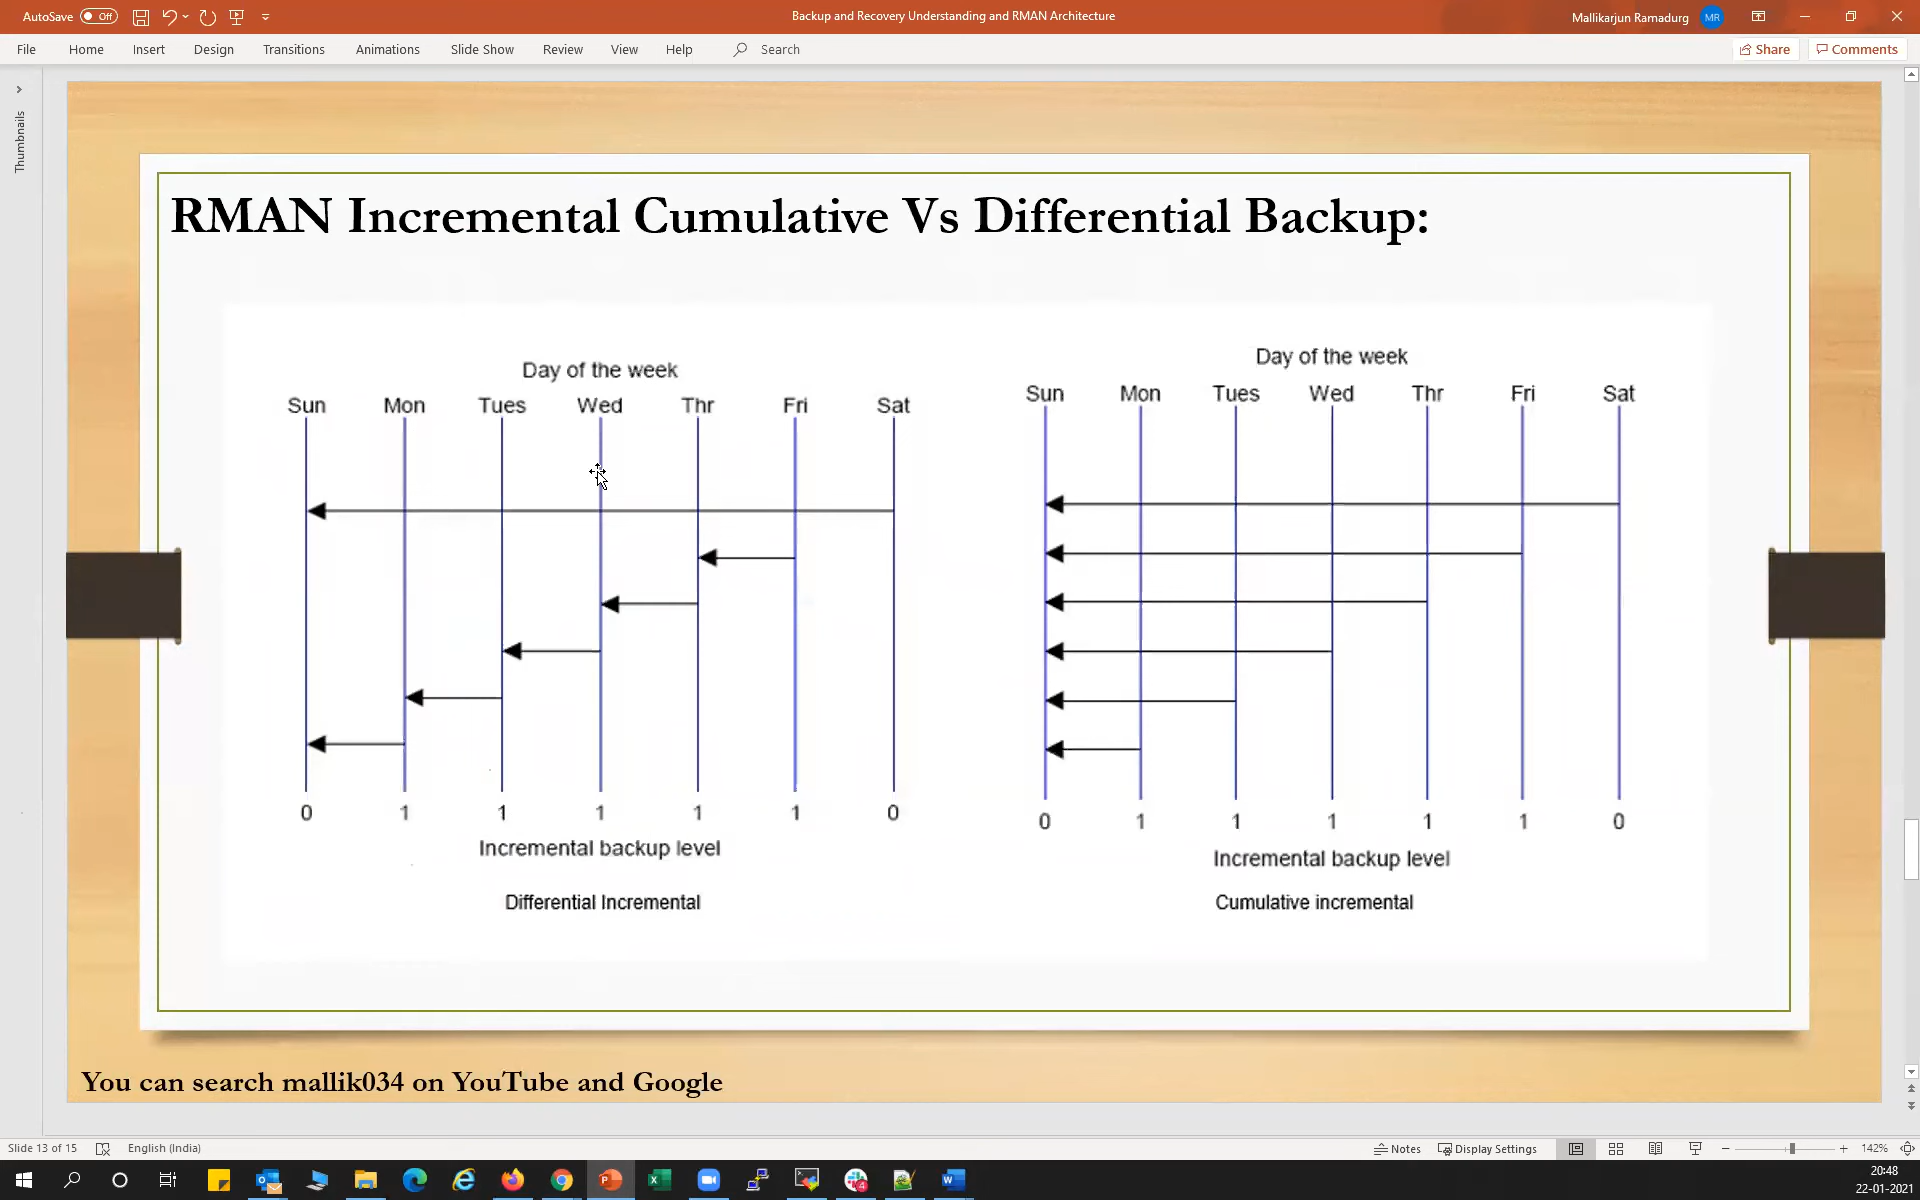 AutoSave Off
Backup and Recovery Understanding and RMAN Architecture
Mallikarjun Ramadurg MR
File Home Insert Design Transitions Animations Slide Show Review View Help Search Share Comments
Thumbnails
RMAN Incremental Cumulative Vs Differential Backup:
Day of the week
Sun Mon Tues Wed Thr Fri Sat
0 1 1 1 1 1 0
Incremental backup level
Differential Incremental
Day of the week
Sun Mon Tues Wed Thr Fri Sat
0 1 1 1 1 1 0
Incremental backup level
Cumulative incremental
You can search mallik034 on YouTube and Google
Slide 13 of 15 English (India) Notes Display Settings 142%
20:48
22-01-2021